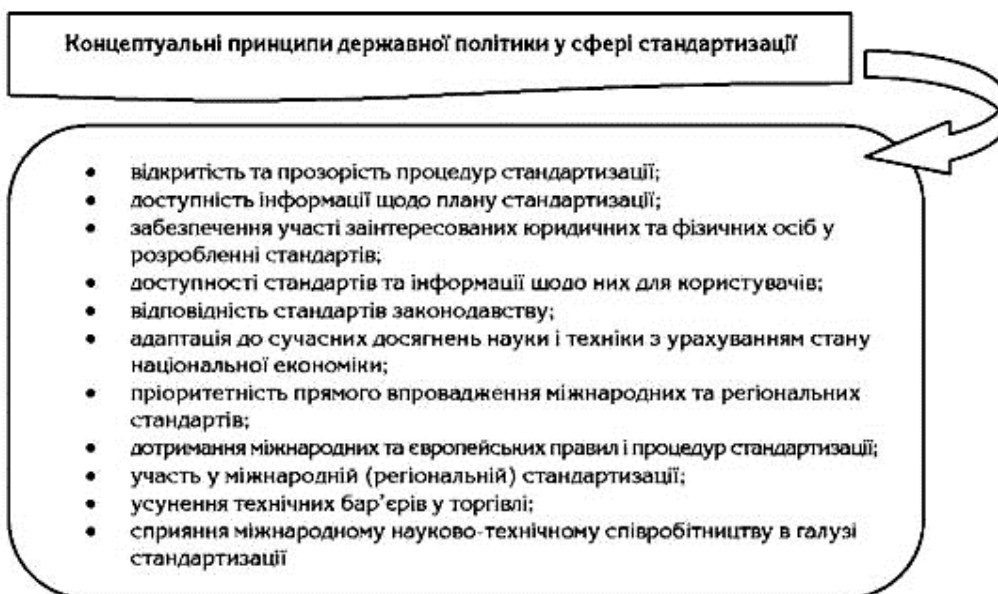 Концептуальні принципи державної політики у сфері стандартизації
• відкритість та прозорість процедур стандартизації;
• доступність інформації щодо плану стандартизації;
• забезпечення участі заінтересованих юридичних та фізичних осіб у
розробленні стандартів;
• доступності стандартів та інформації щодо них для користувачів;
• відповідність стандартів законодавству;
• адаптація до сучасних досягнень науки і техніки з урахуванням стану
національної економіки;
• пріоритетність прямого впровадження міжнародних та регіональних
стандартів;
• дотримання міжнародних та європейських правил і процедур стандартизації;
• участь у міжнародній (регіональній) стандартизації;
• усунення технічних бар’єрів у торгівлі;
• сприяння міжнародному науково-технічному співробітництву в галузі
стандартизації